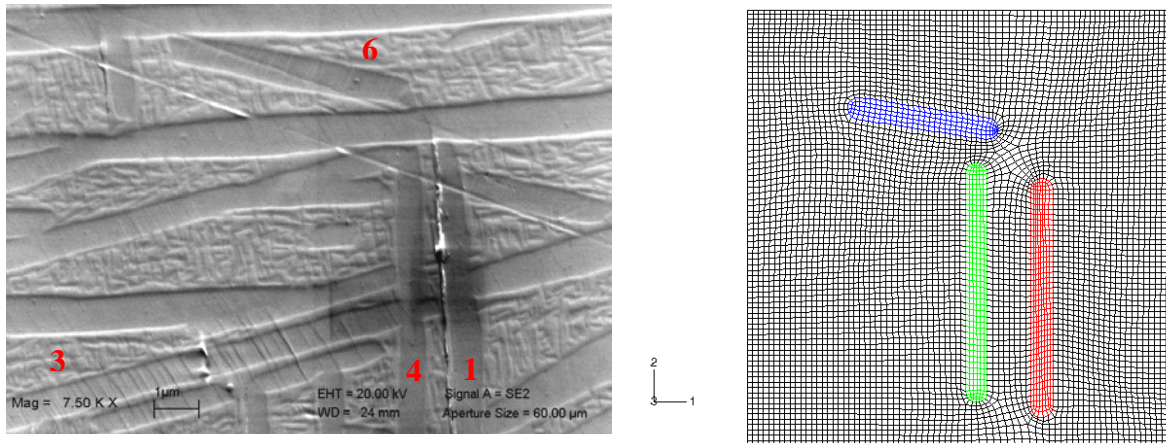 6
3
4 1
1µm
Mag = 7.50 K X
EHT = 20.00 kV
WD = 24 mm
Signal A = SE2
Aperture Size = 60.00 µm
2
3 1